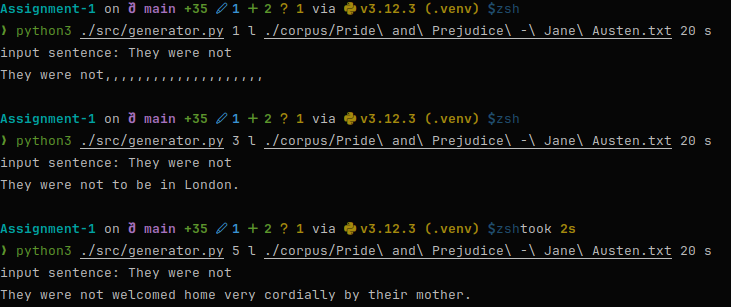 Assignment-1 on main +35 1 + 2 ? 1 via v3.12.3 (.venv) $zsh
❯ python3 ./src/generator.py 1 l ./corpus/Pride\ and\ Prejudice\ -\ Jane\ Austen.txt 20 s
input sentence: They were not
They were not,,,,,,,,,,,,,,,,,,,,
Assignment-1 on main +35 1 + 2 ? 1 via v3.12.3 (.venv) $zsh
❯ python3 ./src/generator.py 3 l ./corpus/Pride\ and\ Prejudice\ -\ Jane\ Austen.txt 20 s
input sentence: They were not
They were not to be in London.
Assignment-1 on main +35 1 + 2 ? 1 via v3.12.3 (.venv) $zshtook 2s
❯ python3 ./src/generator.py 5 l ./corpus/Pride\ and\ Prejudice\ -\ Jane\ Austen.txt 20 s
input sentence: They were not
They were not welcomed home very cordially by their mother.